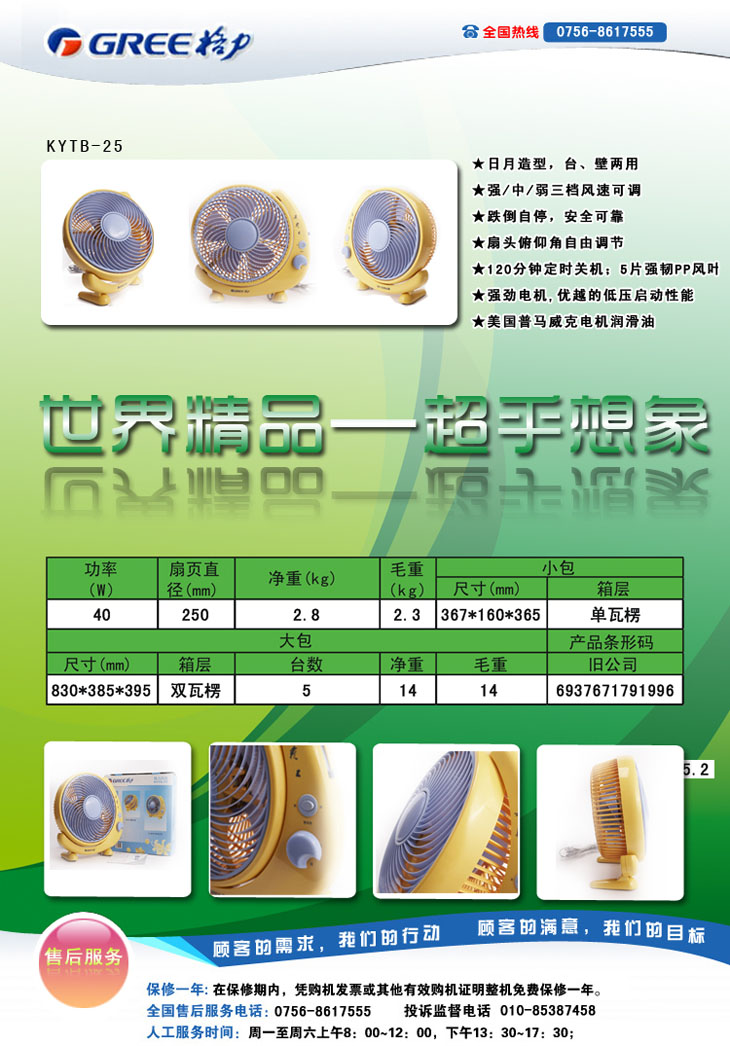 GREE格力
全国热线 0756-8617555
KYTB-25
★日月造型，台、壁两用
★强/中/弱三档风速可调
★跌倒自停，安全可靠
★扇头俯仰角自由调节
★120分钟定时关机；5片强韧PP风叶
★强劲电机,优越的低压启动性能
★美国普马威克电机润滑油
世界精品—超乎想象
功率(W) 扇页直径(mm) 净重(kg) 毛重(kg) 小包
尺寸(mm) 箱层
40 250 2.8 2.3 367*160*365 单瓦楞
大包 产品条形码
尺寸(mm) 箱层 台数 净重 毛重 旧公司
830*385*395 双瓦楞 5 14 14 6937671791996
5.2
GREE格力
售后服务
顾客的需求，我们的行动 顾客的满意，我们的目标
保修一年: 在保修期内，凭购机发票或其他有效购机证明整机免费保修一年。
全国售后服务电话: 0756-8617555 投诉监督电话 010-85387458
人工服务时间: 周一至周六上午8：00~12：00，下午13：30~17：30；